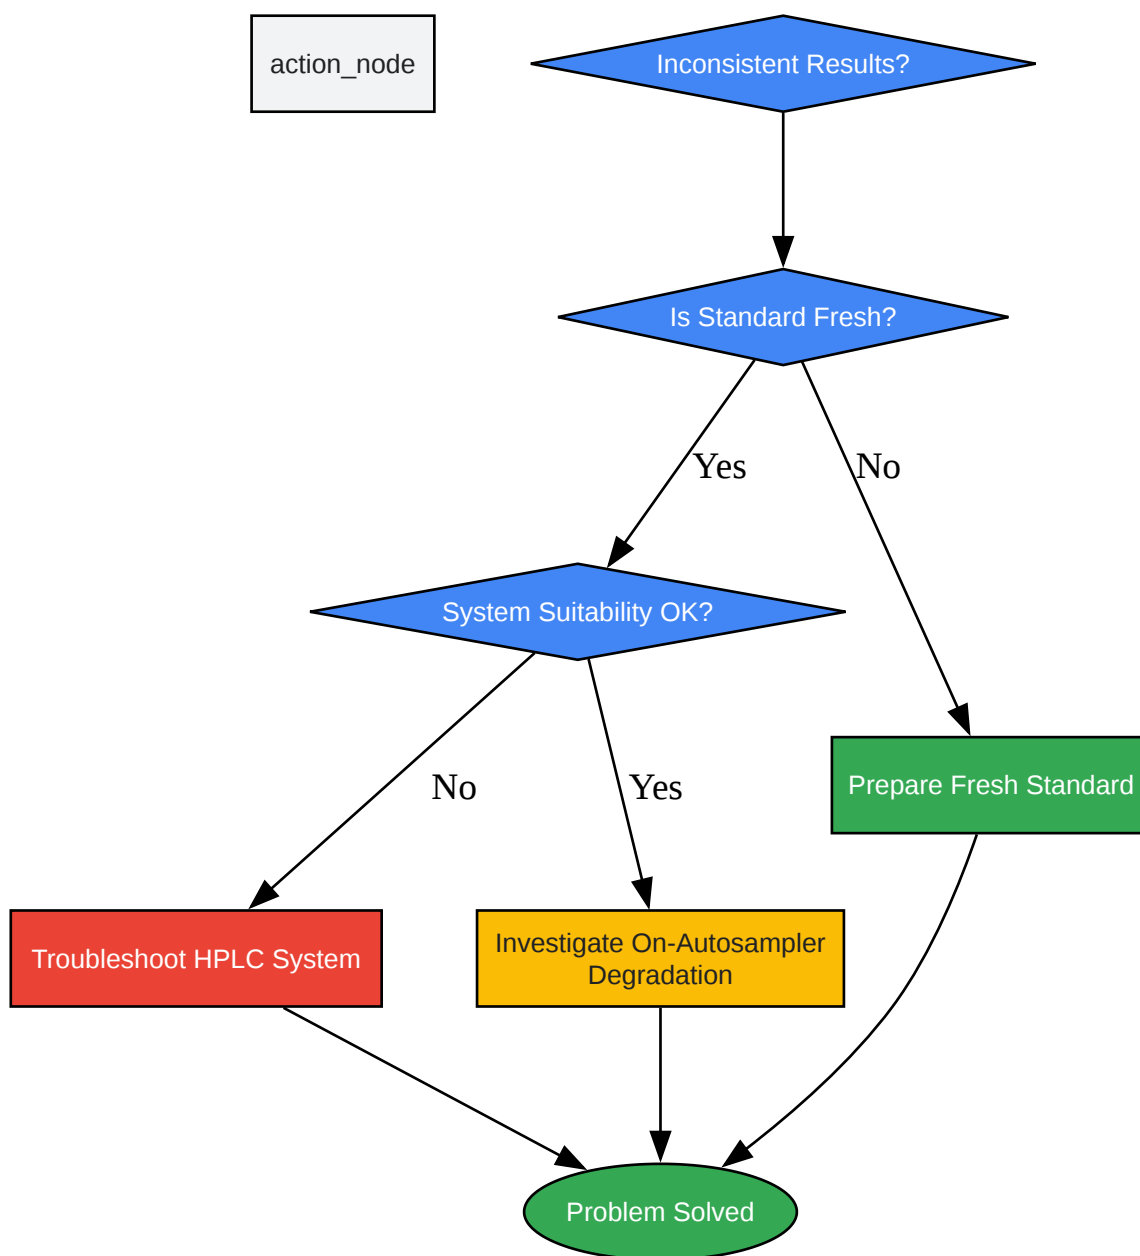 action_node
Inconsistent Results?
Is Standard Fresh?
Yes
No
System Suitability OK?
No
Yes
Prepare Fresh Standard
Troubleshoot HPLC System
Investigate On-Autosampler
Degradation
Problem Solved